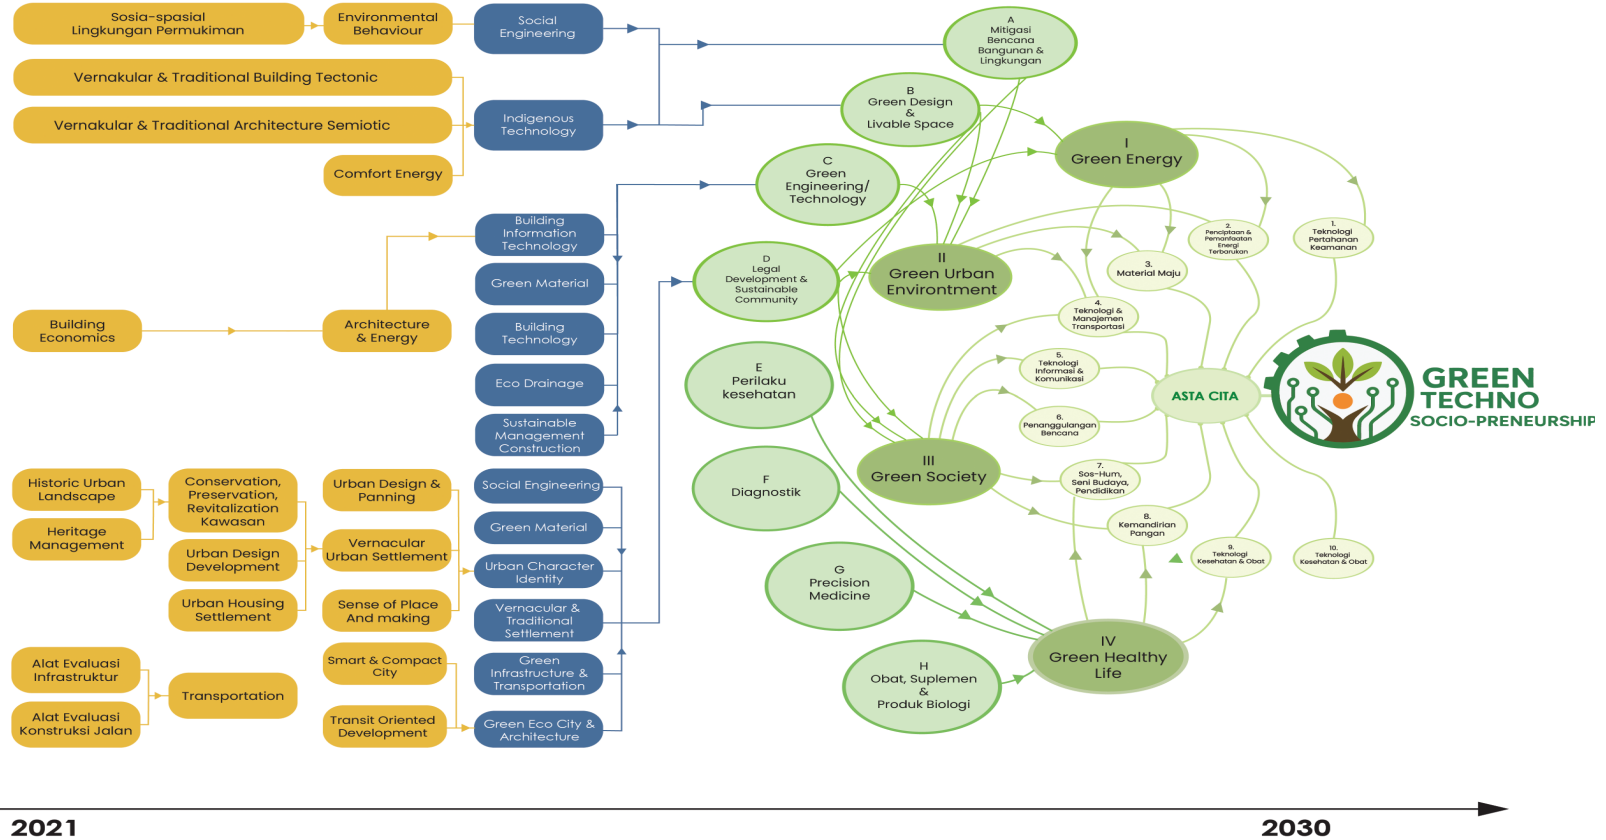 Sosia-spasial
Lingkungan Permukiman
Environmental
Behaviour
Social
Engineering
Vernakular & Traditional Building Tectonic
Vernakular & Traditional Architecture Semiotic
Comfort Energy
Indigenous
Technology
Building
Information
Technology
Green Material
Building
Technology
Eco Drainage
Sustainable
Management
Construction
Building
Economics
Architecture
& Energy
Historic Urban
Landscape
Heritage
Management
Conservation,
Preservation,
Revitalization
Kawasan
Urban Design
Development
Urban Housing
Settlement
Urban Design &
Panning
Vernacular
Urban Settlement
Sense of Place
And making
Social Engineering
Green Material
Urban Character
Identity
Vernacular &
Traditional
Settlement
Green
Infrastructure &
Transportation
Green Eco City &
Architecture
Alat Evaluasi
Infrastruktur
Alat Evaluasi
Konstruksi Jalan
Transportation
Smart & Compact
City
Transit Oriented
Development
A
Mitigasi
Bencana
Bangunan &
Lingkungan
B
Green Design
&
Livable Space
C
Green
Engineering/
Technology
D
Legal
Development &
Sustainable
Community
E
Perilaku
kesehatan
F
Diagnostik
G
Precision
Medicine
H
Obat, Suplemen
&
Produk Biologi
I
Green Energy
II
Green Urban
Environtment
III
Green Society
IV
Green Healthy
Life
1.
Teknologi
Pertahanan
Keamanan
2.
Penciptaan &
Pemanfaatan
Energi
Terbarukan
3.
Material Maju
4.
Teknologi &
Manajemen
Transportasi
5.
Teknologi
Informasi &
Komunikasi
6.
Penanggulangan
Bencana
7.
Sos-Hum,
Seni Budaya,
Pendidikan
8.
Kemandirian
Pangan
9.
Teknologi
Kesehatan & Obat
10.
Teknologi
Kesehatan & Obat
ASTA CITA
GREEN
TECHNO
SOCIO-PRENEURSHIP
2021
2030